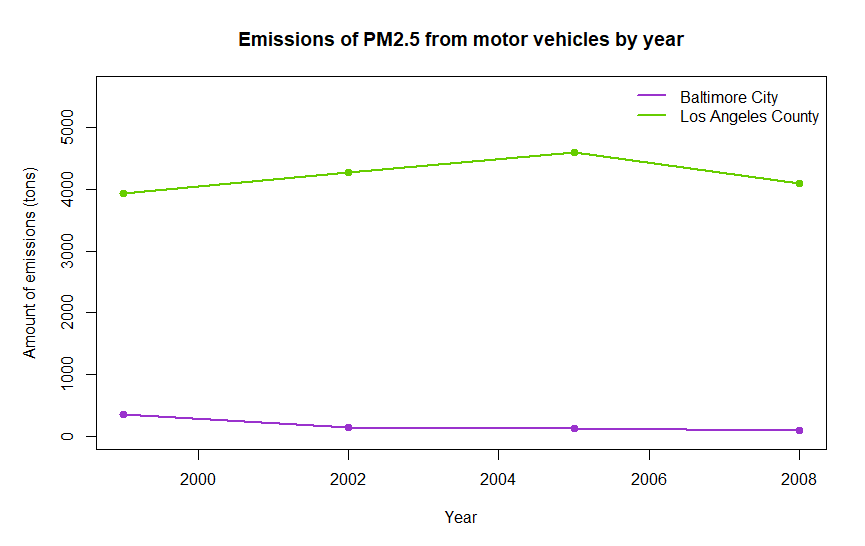 Emissions of PM2.5 from motor vehicles by year
Baltimore City
Los Angeles County
Amount of emissions (tons)
5000
4000
3000
2000
1000
0
2000 2002 2004 2006 2008
Year